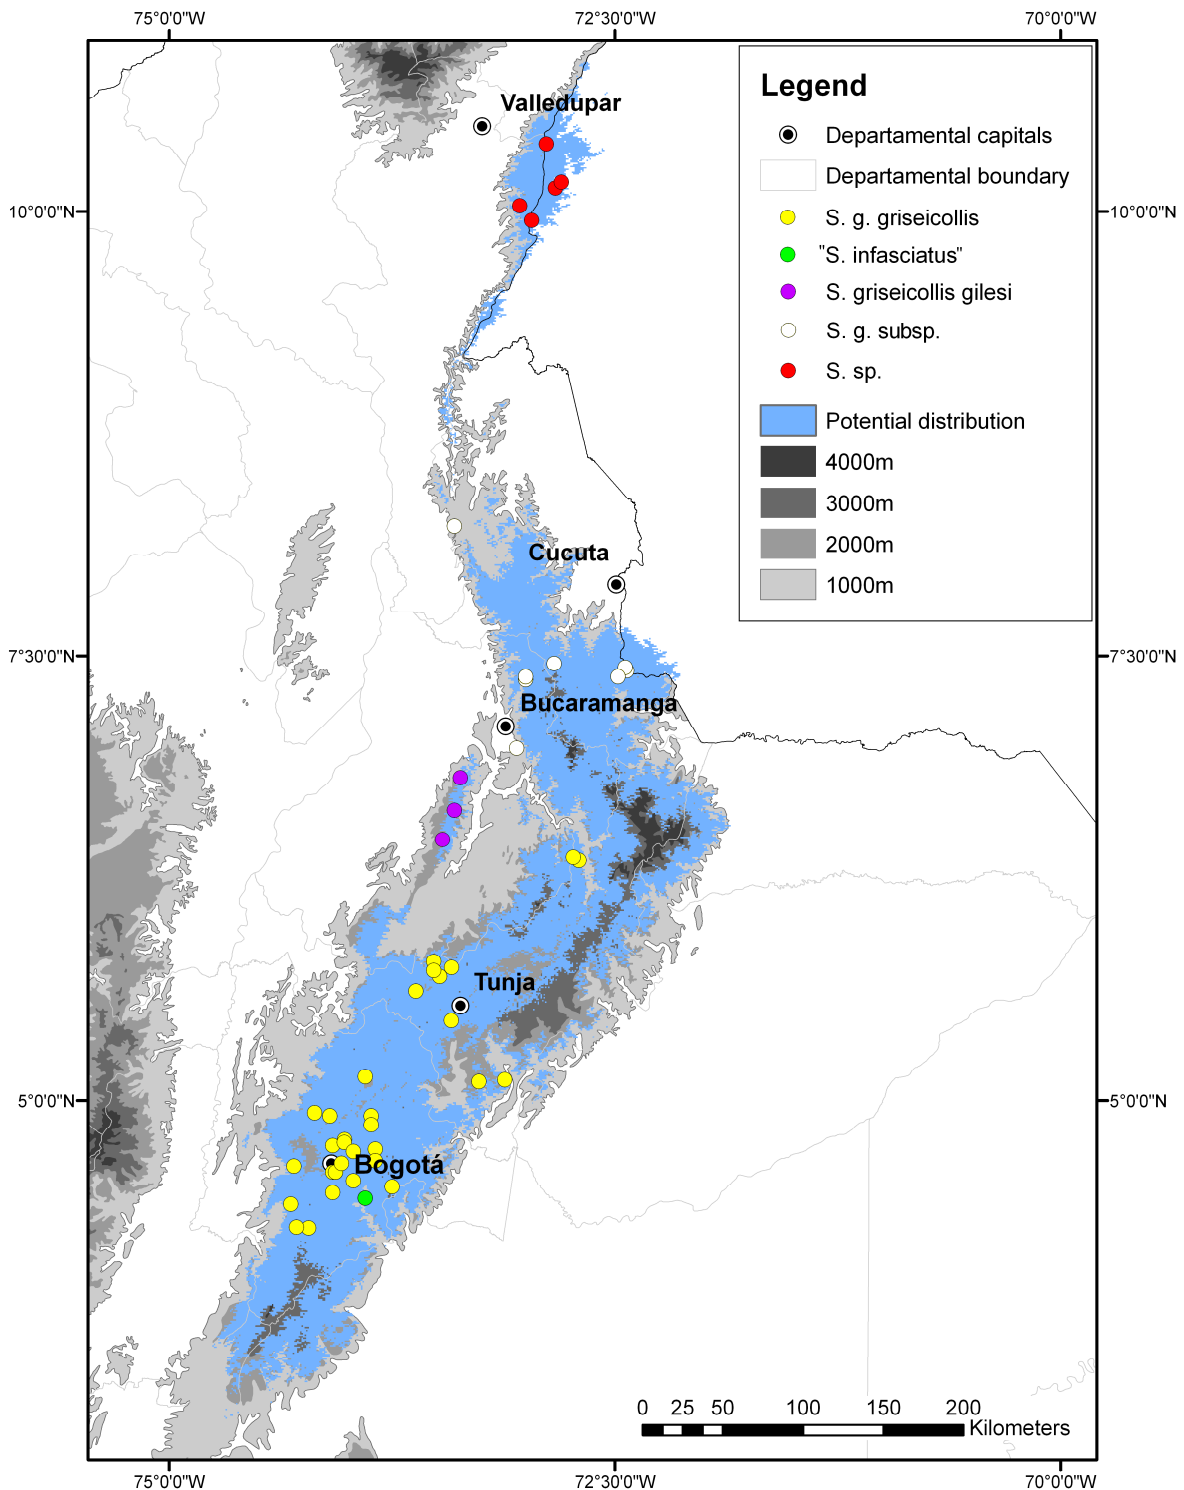 75°0'0"W 72°30'0"W 70°0'0"W
Legend
Departamental capitals
Departamental boundary
S. g. griseicollis
"S. infasciatus"
S. griseicollis gilesi
S. g. subsp.
S. sp.
Potential distribution
4000m
3000m
2000m
1000m
Valledupar
10°0'0"N 10°0'0"N
Cucuta
7°30'0"N 7°30'0"N
Bucaramanga
Tunja
5°0'0"N 5°0'0"N
Bogotá
0 25 50 100 150 200
Kilometers
75°0'0"W 72°30'0"W 70°0'0"W